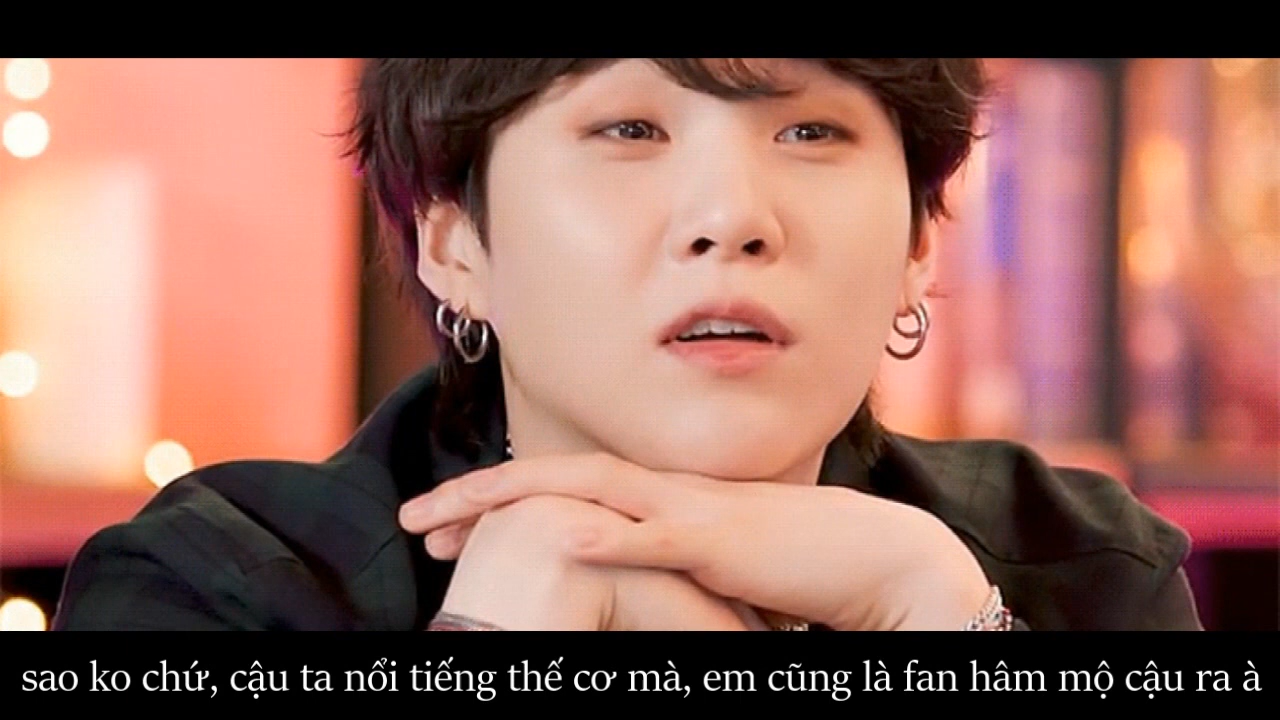 sao ko chứ, cậu ta nổi tiếng thế cơ mà, em cũng là fan hâm mộ cậu ra à